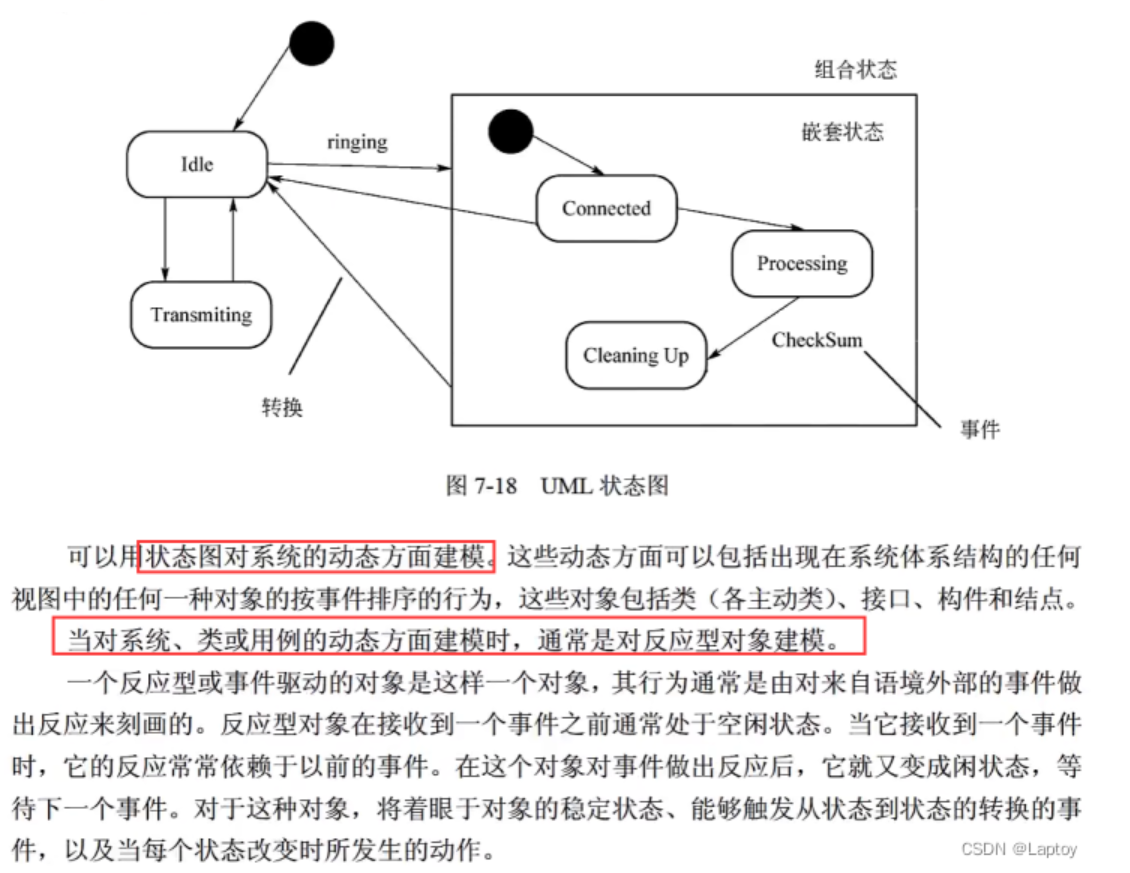 组合状态
嵌套状态
ringing
Idle
Connected
Processing
Transmiting
Cleaning Up
CheckSum
转换
事件
图 7-18 UML 状态图
可以用状态图对系统的动态方面建模。这些动态方面可以包括出现在系统体系结构的任何
视图中的任何一种对象的按事件排序的行为，这些对象包括类（各主动类）、接口、构件和结点。
当对系统、类或用例的动态方面建模时，通常是对反应型对象建模。
一个反应型或事件驱动的对象是这样一个对象，其行为通常是由对来自语境外部的事件做
出反应来刻画的。反应型对象在接收到一个事件之前通常处于空闲状态。当它接收到一个事件
时，它的反应常常依赖于以前的事件。在这个对象对事件做出反应后，它就又变成闲状态，等
待下一个事件。对于这种对象，将着眼于对象的稳定状态、能够触发从状态到状态的转换的事
件，以及当每个状态改变时所发生的动作。
CSDN @Laptoy